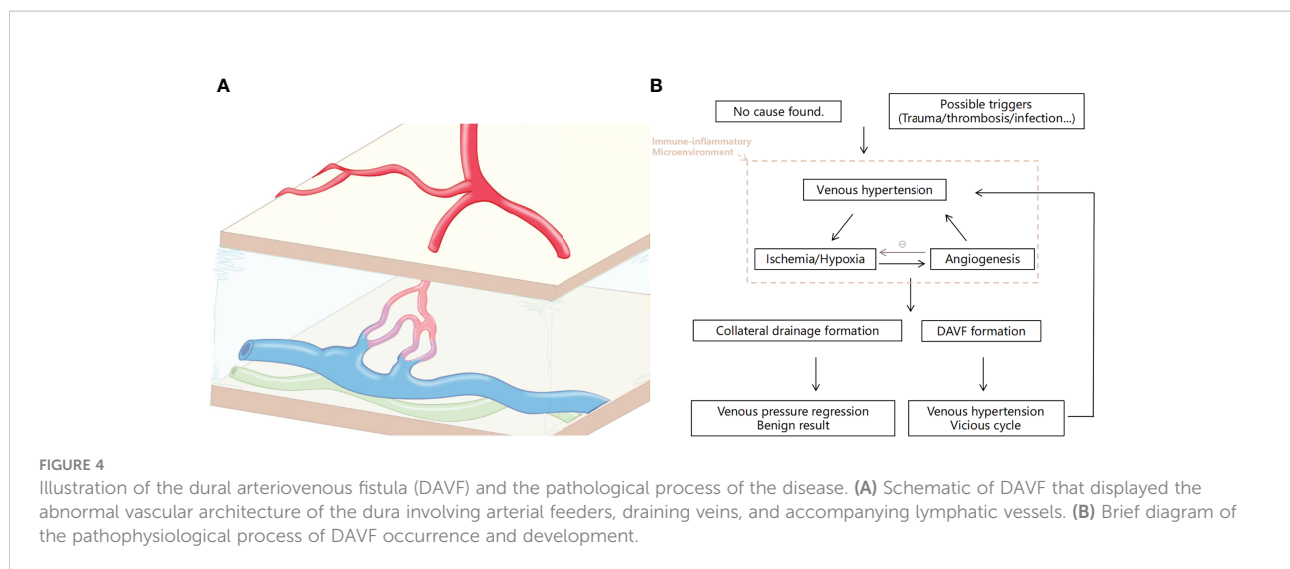 A
B
No cause found.
Possible triggers
(Trauma/thrombosis/infection...)
Immune-inflammatory
Microenvironment
Venous hypertension
⊖
Ischemia/Hypoxia
Angiogenesis
Collateral drainage formation
DAVF formation
Venous pressure regression
Benign result
Venous hypertension
Vicious cycle
FIGURE 4
Illustration of the dural arteriovenous fistula (DAVF) and the pathological process of the disease. (A) Schematic of DAVF that displayed the
abnormal vascular architecture of the dura involving arterial feeders, draining veins, and accompanying lymphatic vessels. (B) Brief diagram of
the pathophysiological process of DAVF occurrence and development.